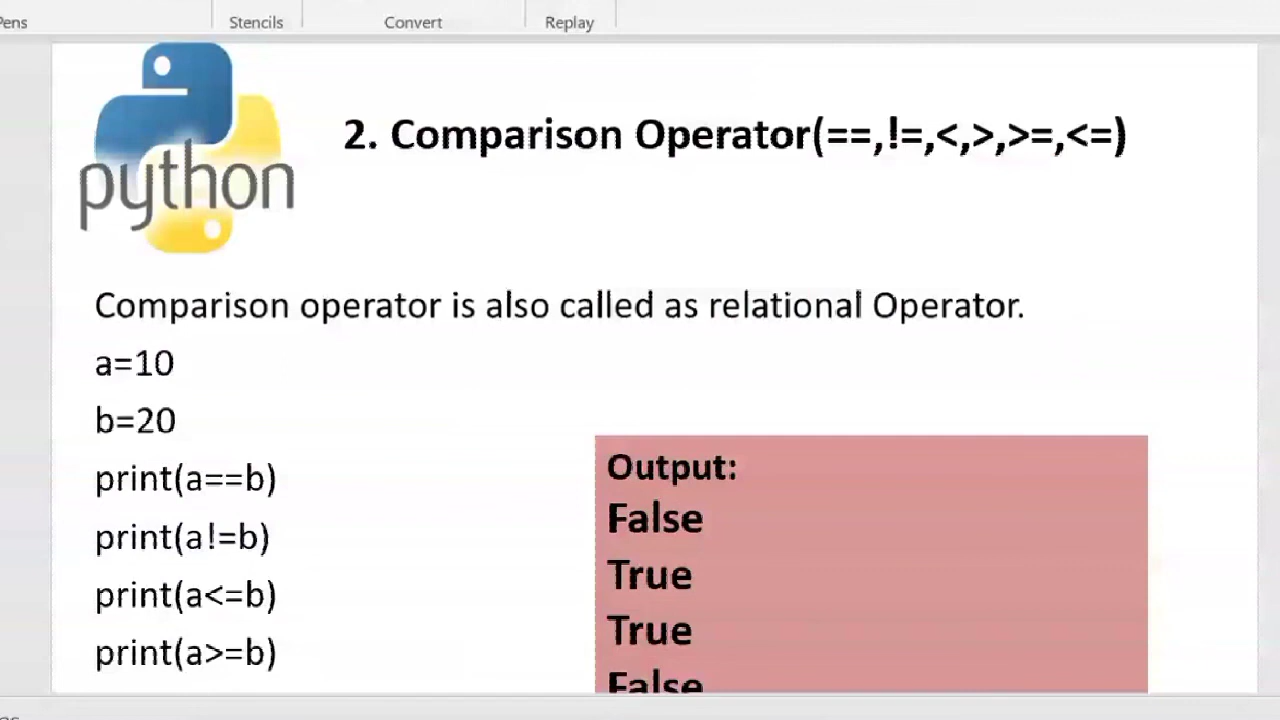 Pens
Stencils
Convert
Replay
python
2. Comparison Operator(==,!=,<,>,>=,<=)
Comparison operator is also called as relational Operator.
a=10
b=20
print(a==b)
print(a!=b)
print(a<=b)
print(a>=b)
Output:
False
True
True
False